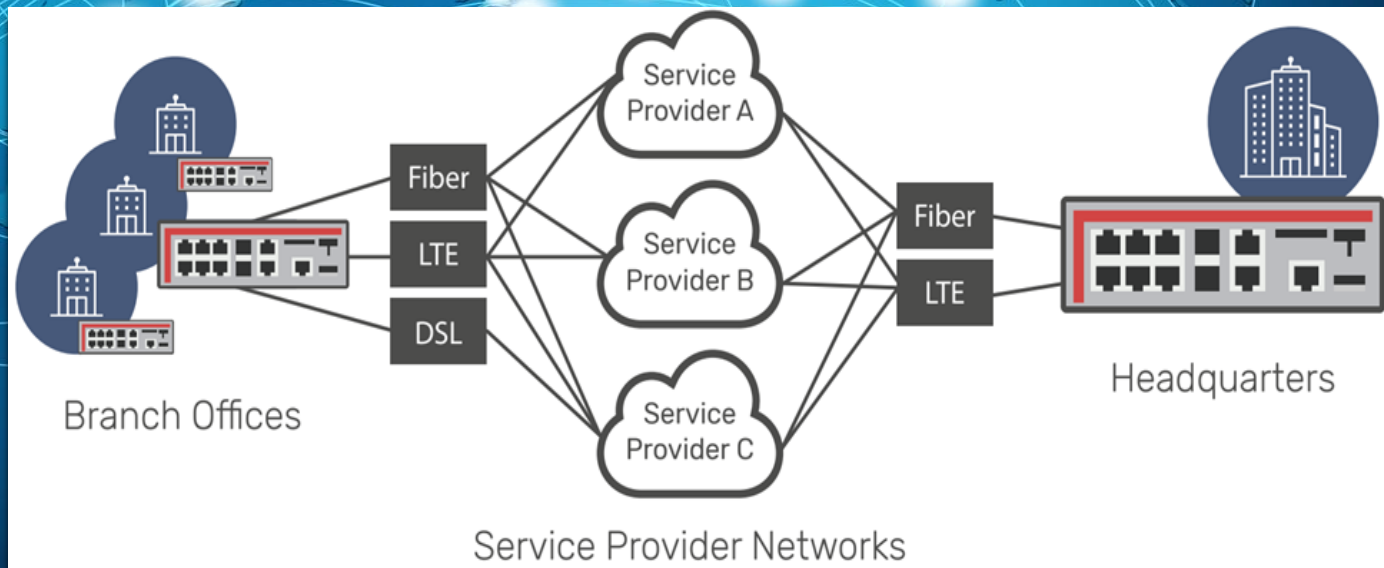 Service
Provider A
Fiber
LTE
DSL
Service
Provider B
Fiber
LTE
Service
Provider C
Branch Offices
Headquarters
Service Provider Networks